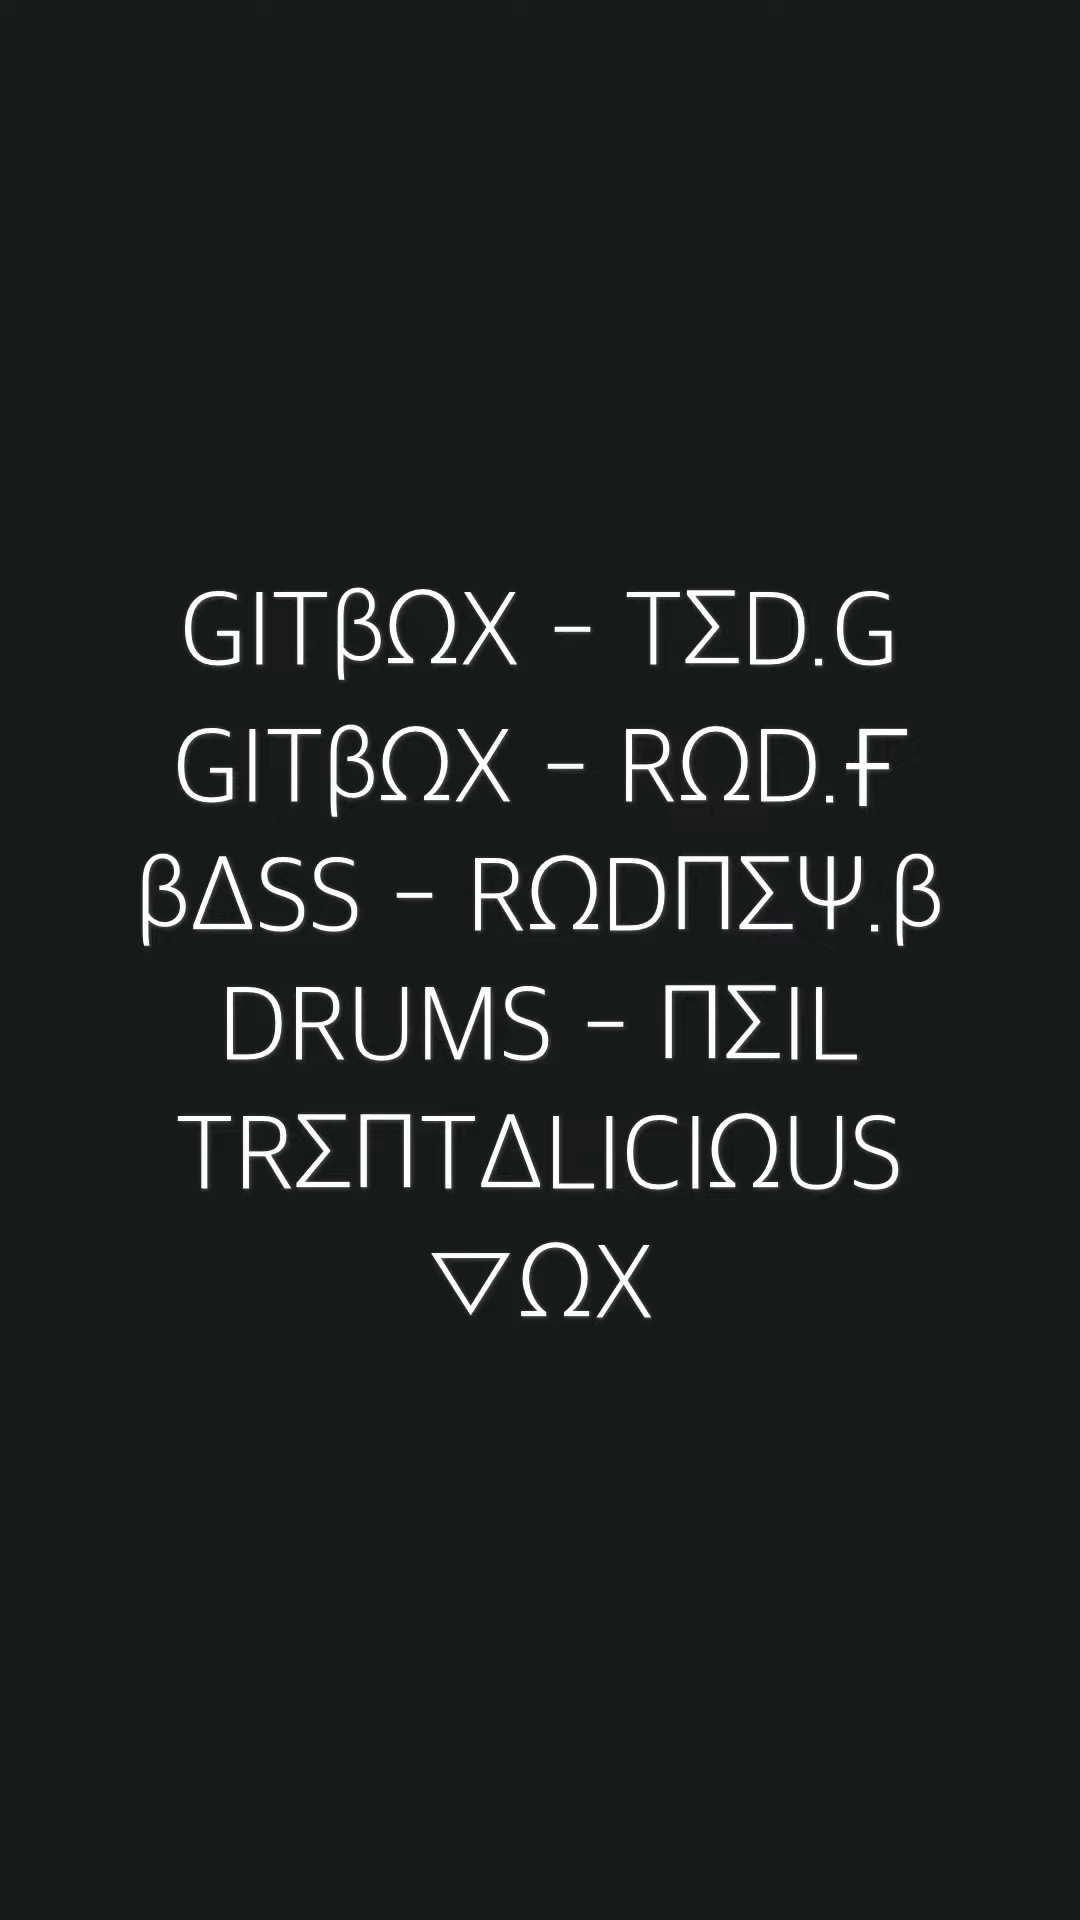 GITβΩX - TΣD.G
GITβΩX - RΩD.₣
βΔSS - RΩDΠΣΨ.β
DRUMS - ΠΣIL
TRΣΠTΔLICIΩUS
▽ΩX